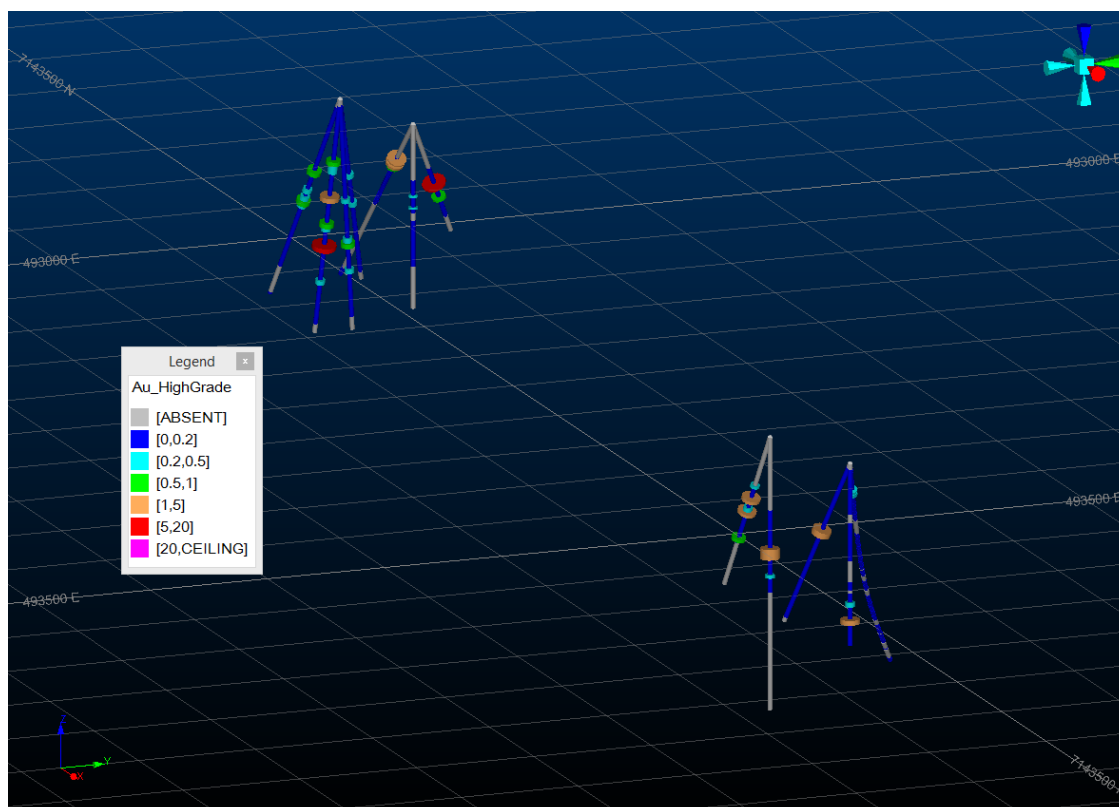 7143500 N
493000 E
493000 E
Legend
x
Au_HighGrade
[ABSENT]
[0,0.2]
[0.2,0.5]
[0.5,1]
[1,5]
[5,20]
[20,CEILING]
493500 E
493500 E
Z
Y
X
7143500